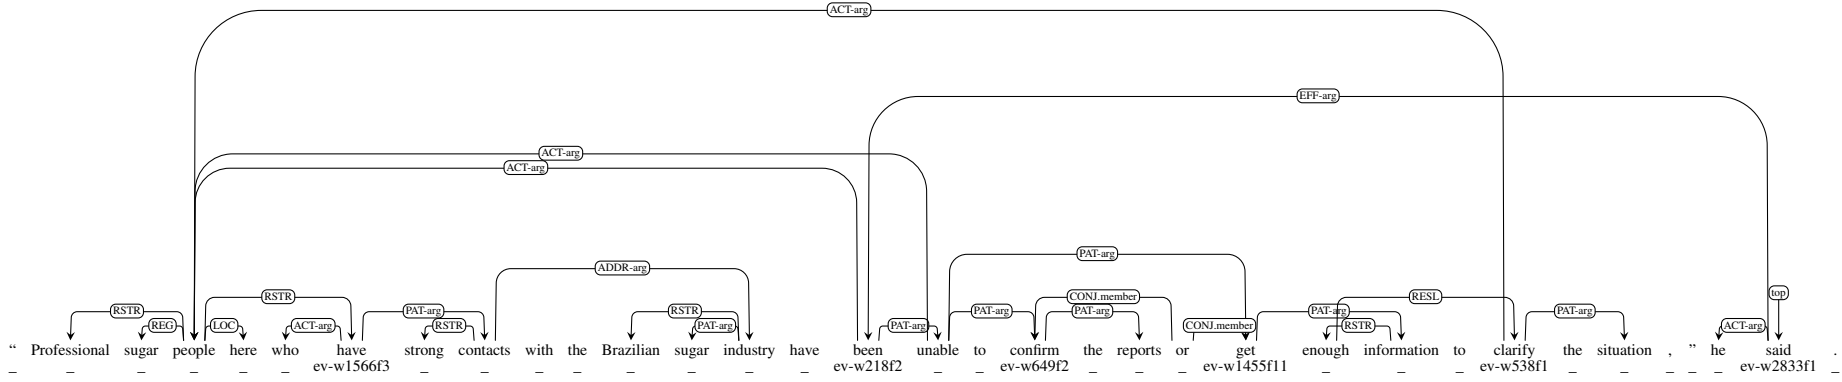 ACT-arg
EFF-arg
ACT-arg
ACT-arg
PAT-arg
ADDR-arg
RSTR CONJ.member RESL top
RSTR PAT-arg RSTR PAT-arg PAT-arg PAT-arg PAT-arg
REG LOC ACT-arg RSTR PAT-arg PAT-arg CONJ.member RSTR ACT-arg
“ Professional sugar people here who have strong contacts with the Brazilian sugar industry have been unable to confirm the reports or get enough information to clarify the situation , ” he said .
_ _ _ _ _ _ ev-w1566f3 _ _ _ _ _ _ _ _ ev-w218f2 _ _ ev-w649f2 _ _ _ ev-w1455f11 _ _ _ ev-w538f1 _ _ _ _ _ ev-w2833f1 _